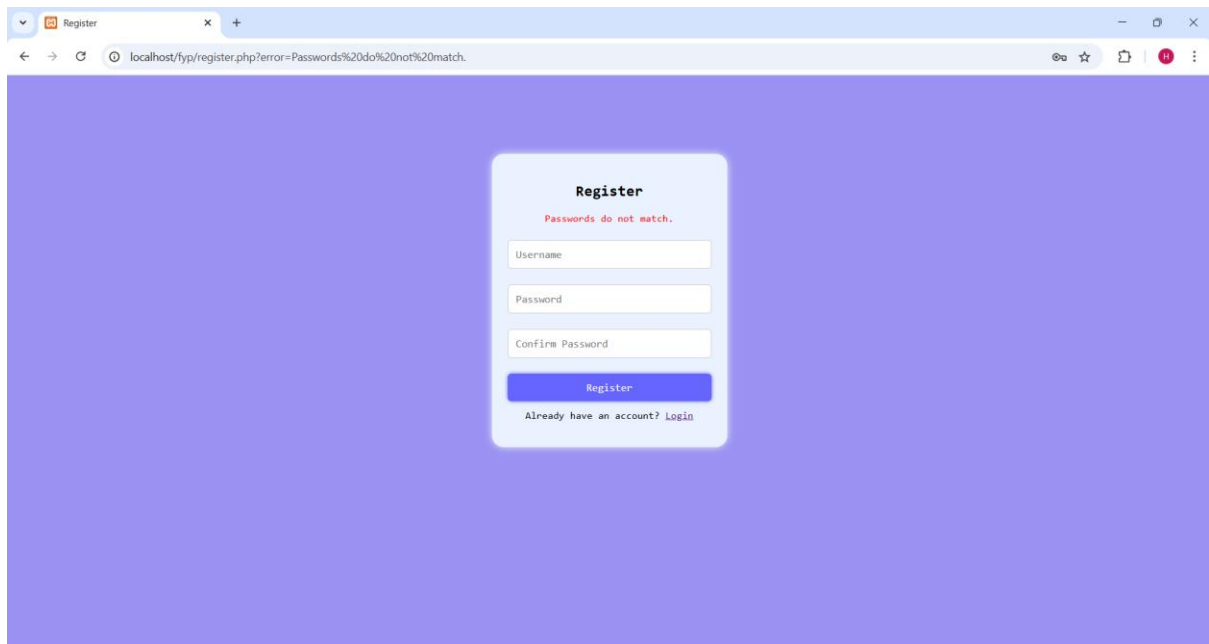 Register
localhost/fyp/register.php?error=Passwords%20do%20not%20match.
H
Register
Passwords do not match.
Username
Password
Confirm Password
Register
Already have an account? Login